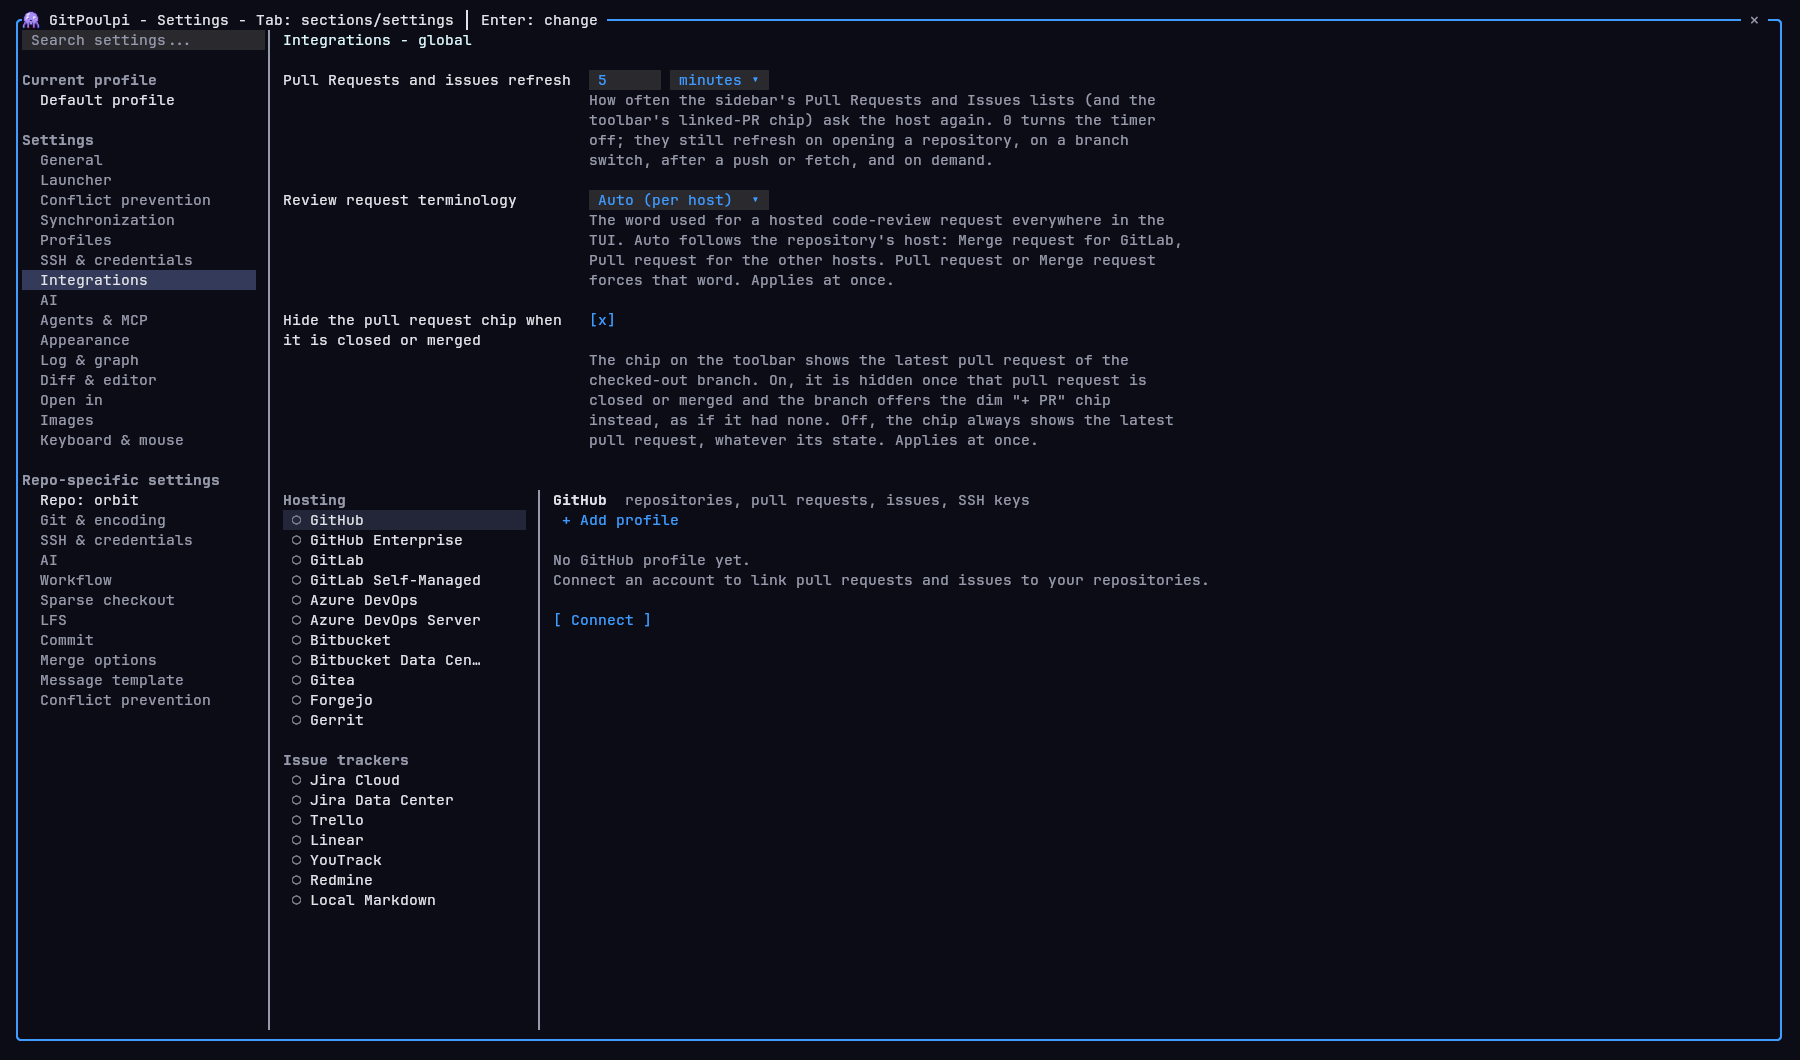 GitPoulpi - Settings - Tab: sections/settings │ Enter: change ×
Search settings...
Current profile
Default profile
Settings
General
Launcher
Conflict prevention
Synchronization
Profiles
SSH & credentials
Integrations
AI
Agents & MCP
Appearance
Log & graph
Diff & editor
Open in
Images
Keyboard & mouse
Repo-specific settings
Repo: orbit
Git & encoding
SSH & credentials
AI
Workflow
Sparse checkout
LFS
Commit
Merge options
Message template
Conflict prevention
Integrations - global
Pull Requests and issues refresh 5 minutes ▾
How often the sidebar's Pull Requests and Issues lists (and the
toolbar's linked-PR chip) ask the host again. 0 turns the timer
off; they still refresh on opening a repository, on a branch
switch, after a push or fetch, and on demand.
Review request terminology Auto (per host) ▾
The word used for a hosted code-review request everywhere in the
TUI. Auto follows the repository's host: Merge request for GitLab,
Pull request for the other hosts. Pull request or Merge request
forces that word. Applies at once.
Hide the pull request chip when [x]
it is closed or merged
The chip on the toolbar shows the latest pull request of the
checked-out branch. On, it is hidden once that pull request is
closed or merged and the branch offers the dim "+ PR" chip
instead, as if it had none. Off, the chip always shows the latest
pull request, whatever its state. Applies at once.
Hosting
GitHub
GitHub Enterprise
GitLab
GitLab Self-Managed
Azure DevOps
Azure DevOps Server
Bitbucket
Bitbucket Data Cen…
Gitea
Forgejo
Gerrit
Issue trackers
Jira Cloud
Jira Data Center
Trello
Linear
YouTrack
Redmine
Local Markdown
GitHub repositories, pull requests, issues, SSH keys
+ Add profile
No GitHub profile yet.
Connect an account to link pull requests and issues to your repositories.
[ Connect ]